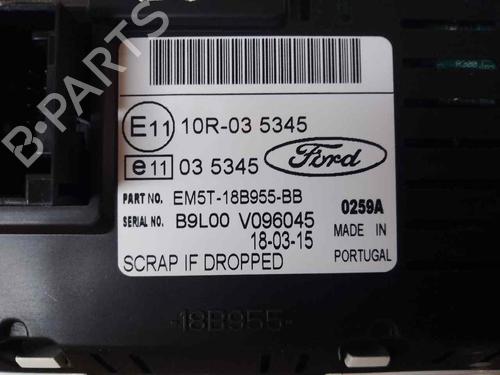 E11 10R-03 5345
e11 03 5345 Ford
PART NO. EM5T-18B955-BB 0259A
SERIAL NO. B9L00 V096045 MADE IN
18-03-15 PORTUGAL
SCRAP IF DROPPED
-18B955-